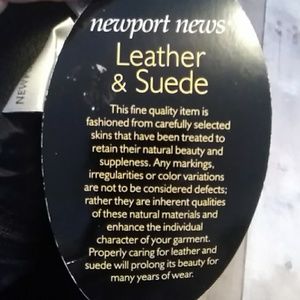 newport news
Leather
& Suede
This fine quality item is
fashioned from carefully selected
skins that have been treated to
retain their natural beauty and
suppleness. Any markings,
irregularities or color variations
are not to be considered defects;
rather they are inherent qualities
of these natural materials and
enhance the individual
character of your garment.
Properly caring for leather and
suede will prolong its beauty for
many years of wear.
NEW